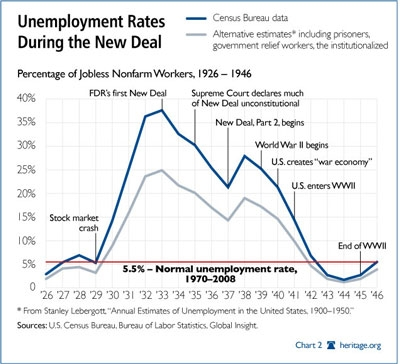 Unemployment Rates
During the New Deal
Census Bureau data
Alternative estimates* including prisoners,
government relief workers, the institutionalized
Percentage of Jobless Nonfarm Workers, 1926 – 1946
40%
35%
30%
25%
20%
15%
10%
5%
0%
FDR's first New Deal
Supreme Court declares much
of New Deal unconstitutional
New Deal, Part 2, begins
World War II begins
U.S. creates "war economy"
U.S. enters WWII
Stock market
crash
End of WWII
5.5% – Normal unemployment rate,
1970–2008
'26 '27 '28 '29 '30 '31 '32 '33 '34 '35 '36 '37 '38 '39 '40 '41 '42 '43 '44 '45 '46
* From Stanley Lebergott, "Annual Estimates of Unemployment in the United States, 1900–1950."
Sources: U.S. Census Bureau, Bureau of Labor Statistics, Global Insight.
Chart 2 heritage.org